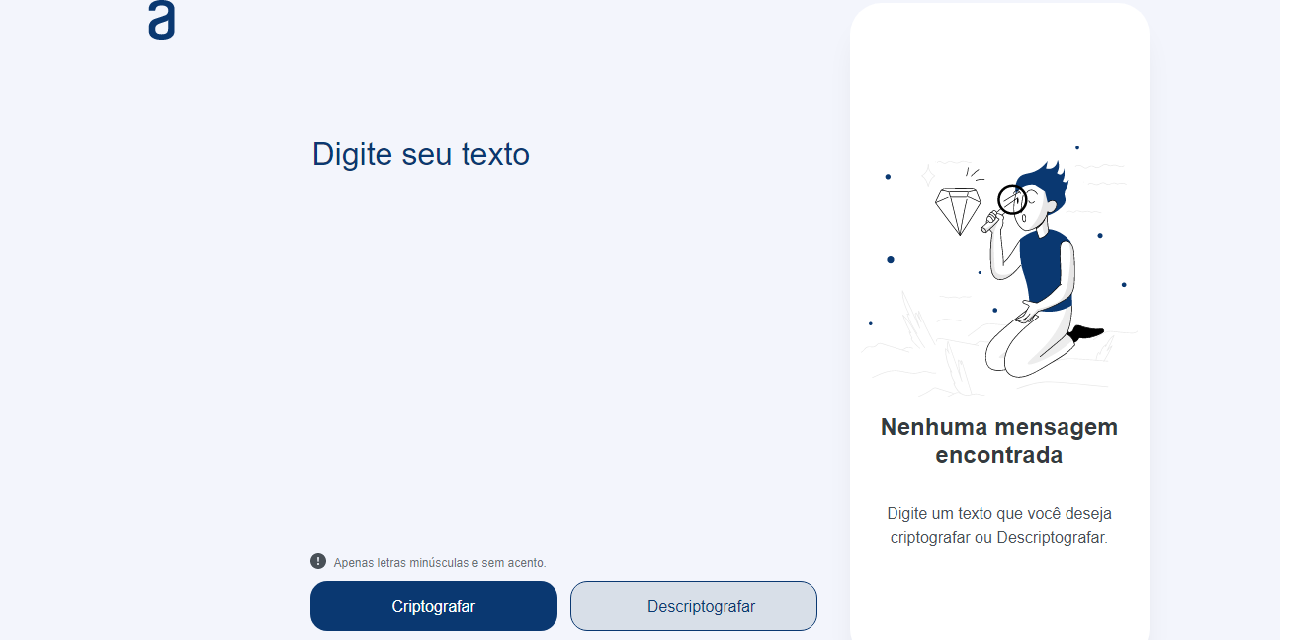 a
Digite seu texto
Apenas letras minúsculas e sem acento.
Criptografar
Descriptografar
Nenhuma mensagem
encontrada
Digite um texto que você deseja
criptografar ou Descriptografar.